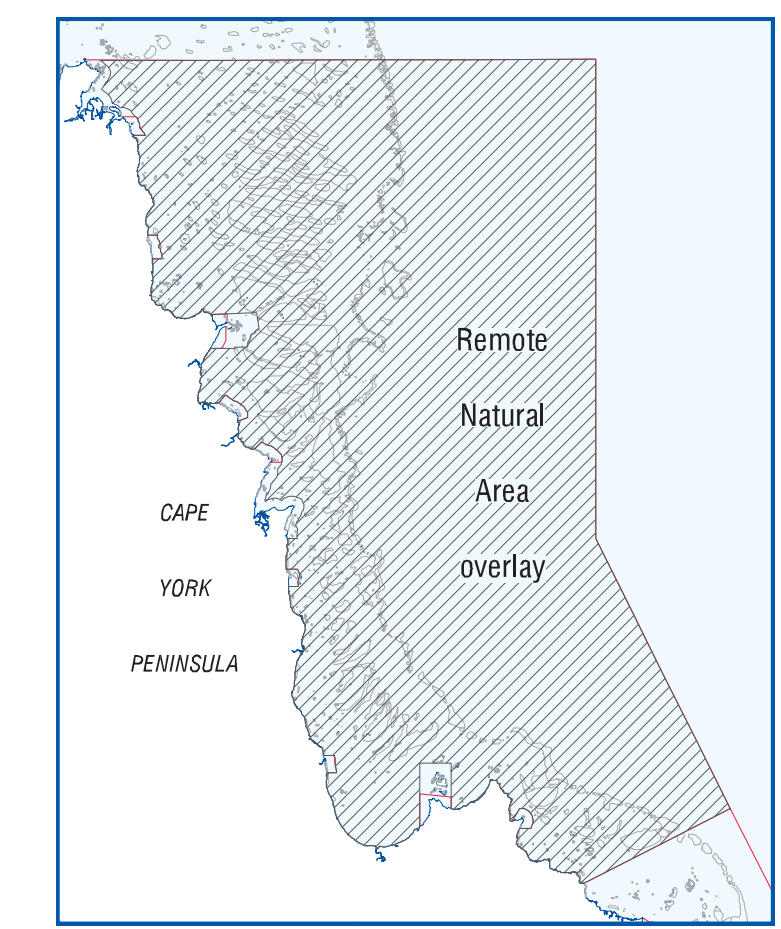 Remote
Natural
Area
overlay
CAPE
YORK
PENINSULA